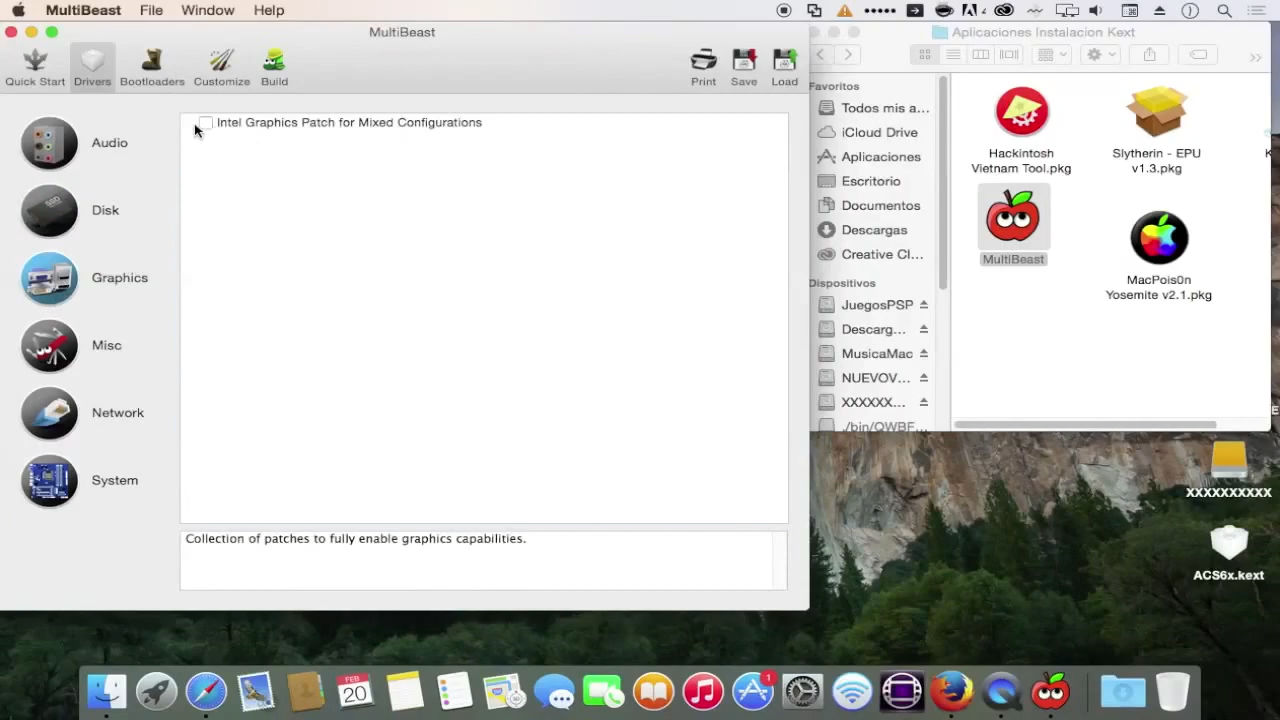 MultiBeast File Window Help
MultiBeast
Quick Start Drivers Bootloaders Customize Build Print Save Load
Audio
Disk
Graphics
Misc
Network
System
Intel Graphics Patch for Mixed Configurations
Collection of patches to fully enable graphics capabilities.
Aplicaciones Instalacion Kext
Favoritos
Todos mis a...
iCloud Drive
Aplicaciones
Escritorio
Documentos
Descargas
Creative Cl...
Dispositivos
JuegosPSP
Descarg...
MusicaMac
NUEVOV...
XXXXXX...
./bin/QWBF...
Hackintosh
Vietnam Tool.pkg
Slytherin - EPU
v1.3.pkg
MultiBeast
MacPois0n
Yosemite v2.1.pkg
XXXXXXXXXX
ACS6x.kext
FEB
20
1